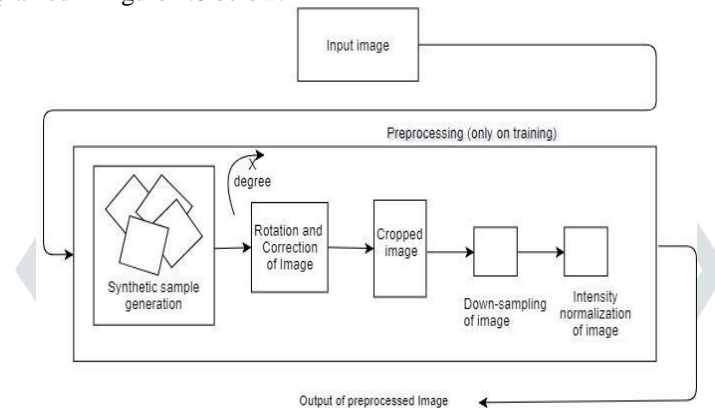 Input image
Preprocessing (only on training)
X
degree
Synthetic sample
generation
Rotation and
Correction
of Image
Cropped
image
Down-sampling
of image
Intensity
normalization
of image
Output of preprocessed Image